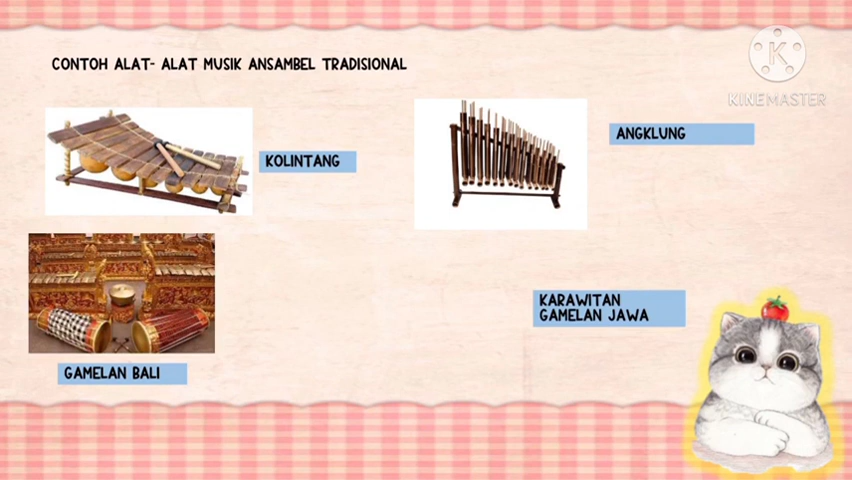 CONTOH ALAT- ALAT MUSIK ANSAMBEL TRADISIONAL
K
KINEMASTER
KOLINTANG
ANGKLUNG
KARAWITAN
GAMELAN JAWA
GAMELAN BALI